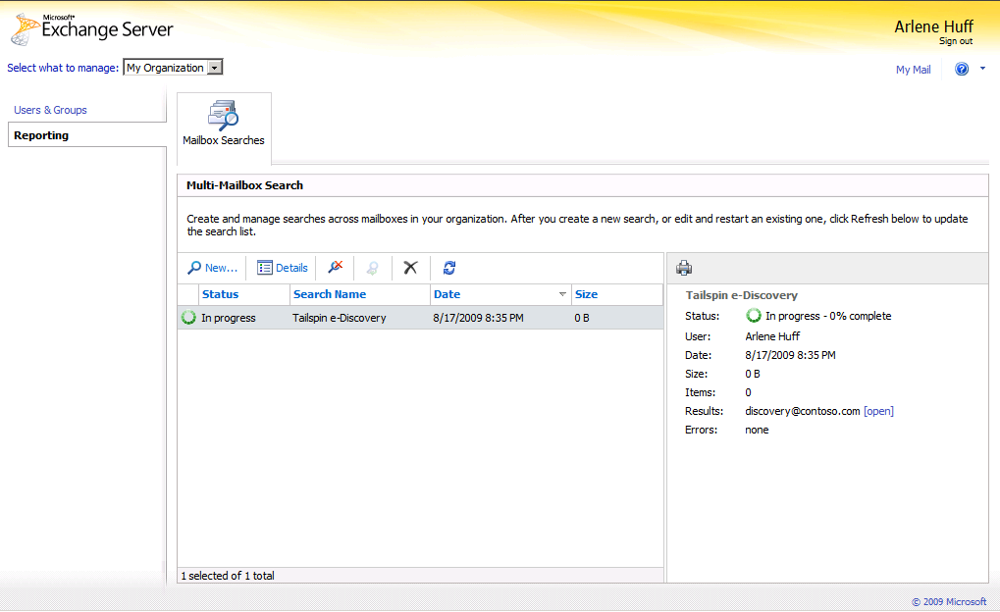 Microsoft®
Exchange Server
Arlene Huff
Sign out
Select what to manage: My Organization
My Mail
Users & Groups
Reporting
Mailbox Searches
Multi-Mailbox Search
Create and manage searches across mailboxes in your organization. After you create a new search, or edit and restart an existing one, click Refresh below to update
the search list.
New... Details
Status Search Name Date Size
In progress Tailspin e-Discovery 8/17/2009 8:35 PM 0 B
1 selected of 1 total
Tailspin e-Discovery
Status: In progress - 0% complete
User: Arlene Huff
Date: 8/17/2009 8:35 PM
Size: 0 B
Items: 0
Results: discovery@contoso.com [open]
Errors: none
© 2009 Microsoft